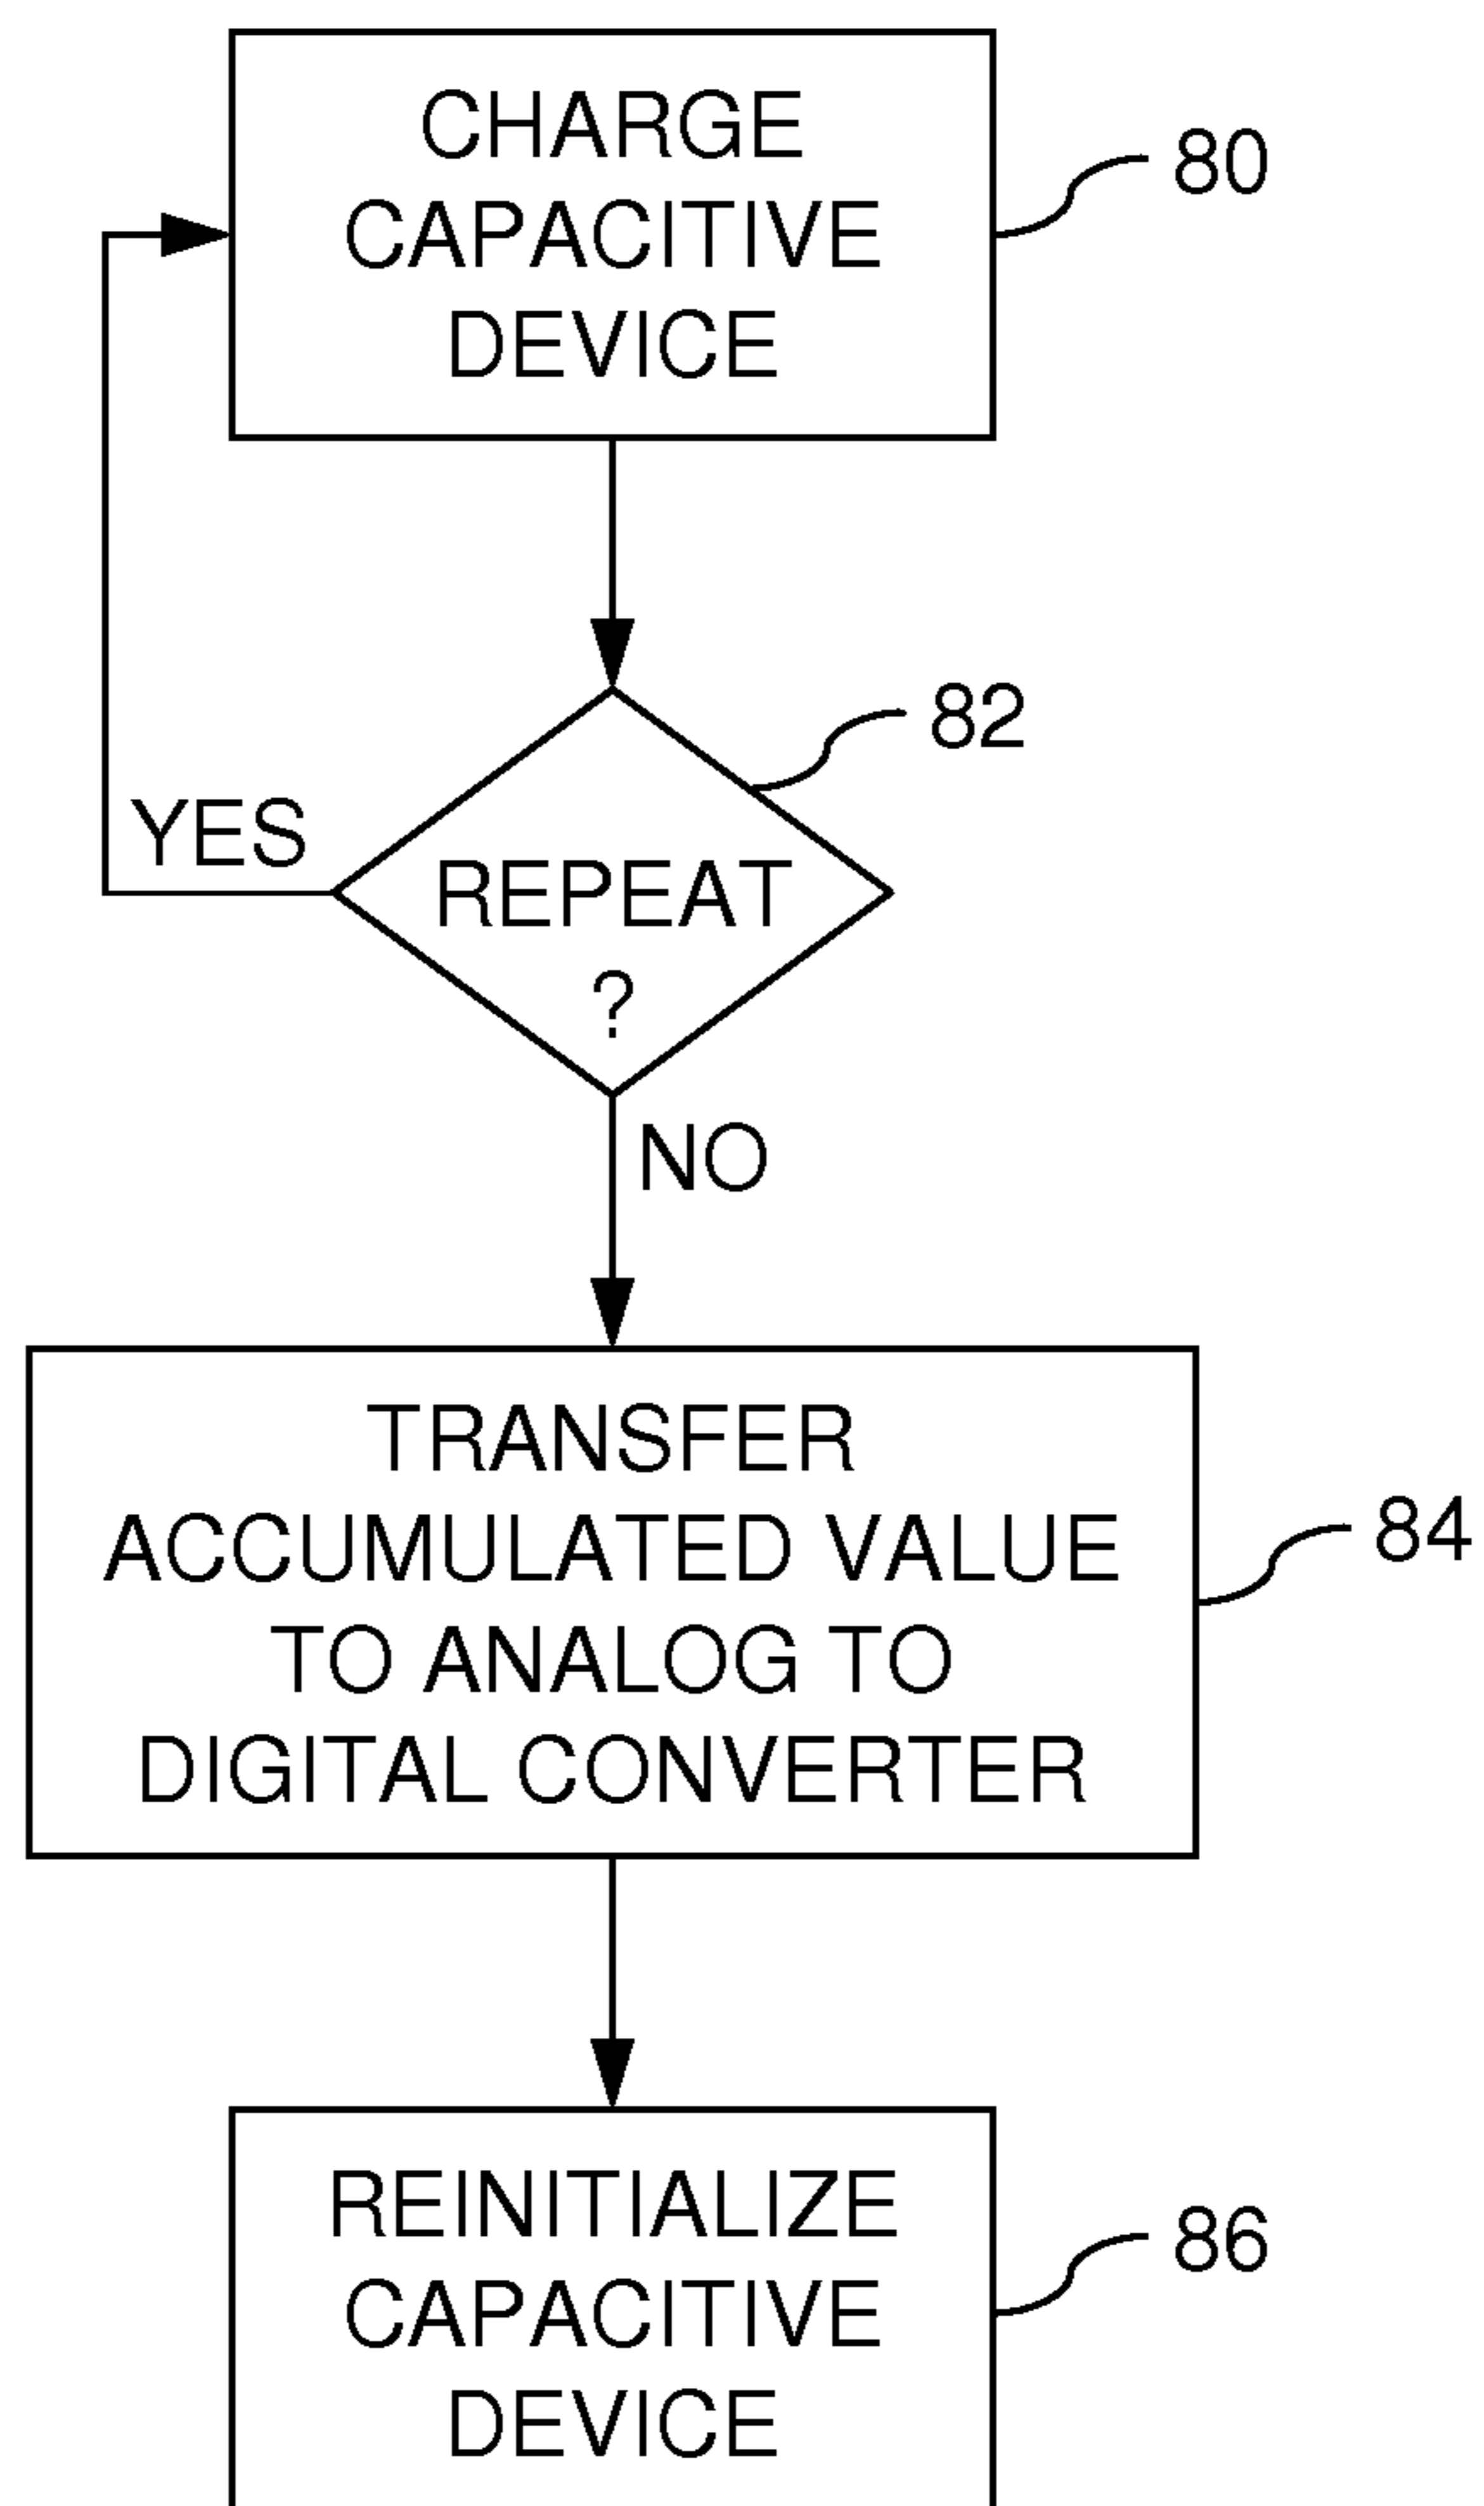 CHARGE
CAPACITIVE
DEVICE
80
82
YES
REPEAT
?
NO
TRANSFER
ACCUMULATED VALUE
TO ANALOG TO
DIGITAL CONVERTER
84
REINITIALIZE
CAPACITIVE
DEVICE
86